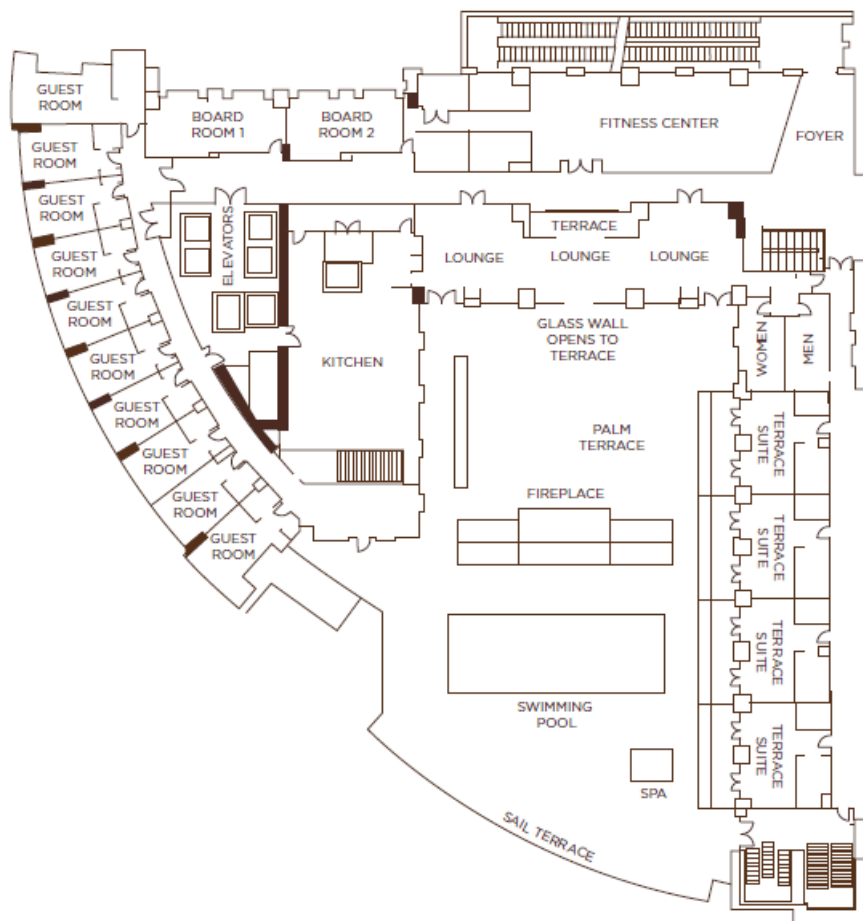 GUEST
ROOM
BOARD
ROOM 1
BOARD
ROOM 2
FITNESS CENTER
FOYER
GUEST
ROOM
GUEST
ROOM
GUEST
ROOM
GUEST
ROOM
GUEST
ROOM
GUEST
ROOM
GUEST
ROOM
GUEST
ROOM
GUEST
ROOM
ELEVATORS
KITCHEN
LOUNGE
TERRACE
LOUNGE
LOUNGE
GLASS WALL
OPENS TO
TERRACE
WOMEN
MEN
PALM
TERRACE
FIREPLACE
TERRACE
SUITE
TERRACE
SUITE
TERRACE
SUITE
TERRACE
SUITE
SWIMMING
POOL
SPA
SAIL TERRACE